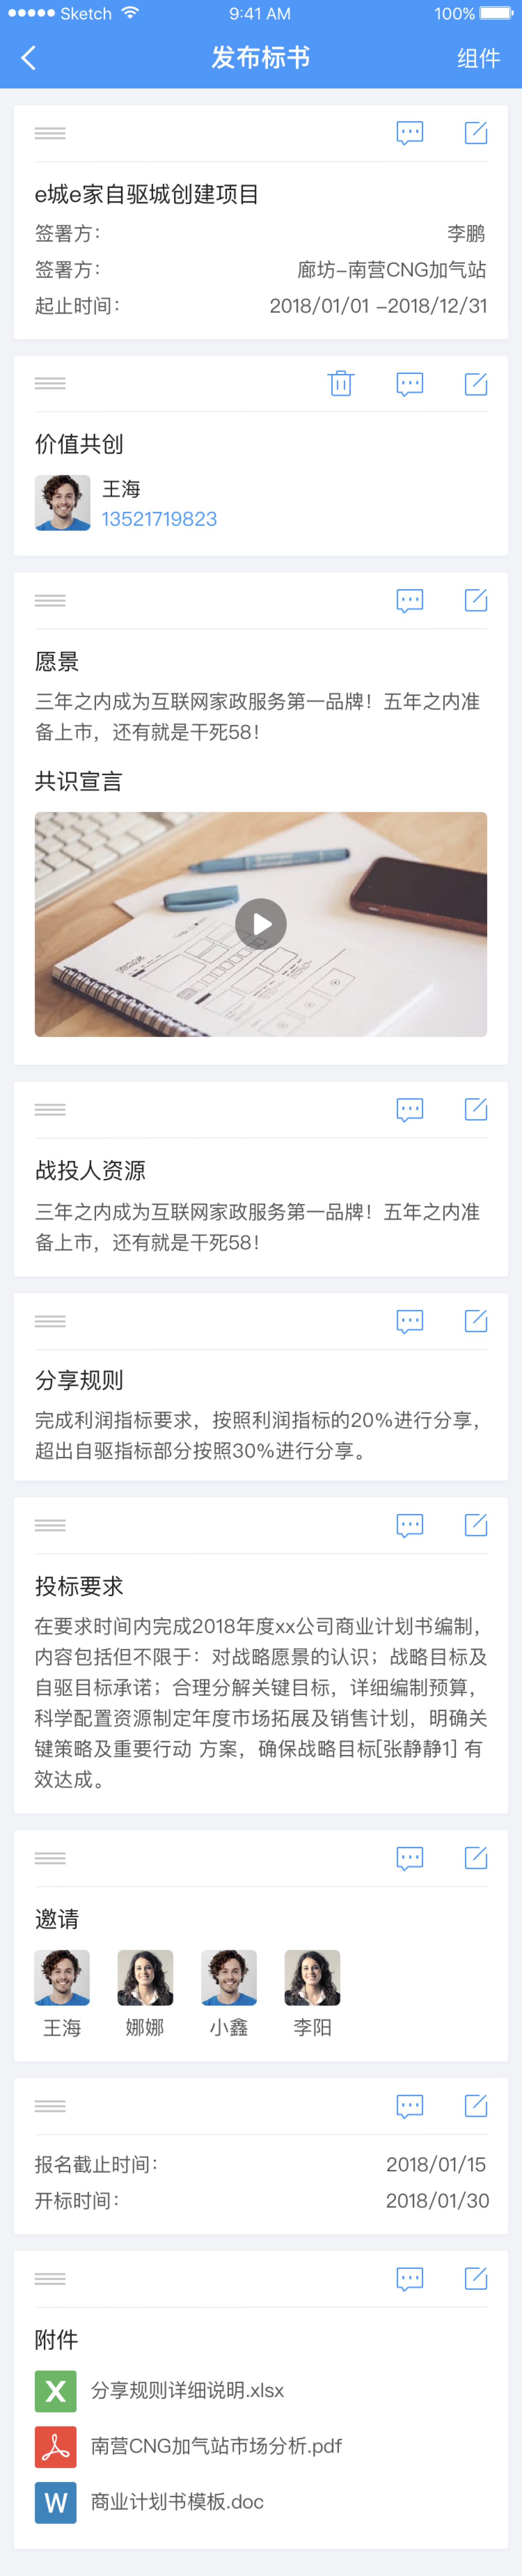 Sketch 9:41 AM 100%
发布标书 组件
e城e家自驱城创建项目
签署方： 李鹏
签署方： 廊坊-南营CNG加气站
起止时间： 2018/01/01 -2018/12/31
价值共创
王海
13521719823
愿景
三年之内成为互联网家政服务第一品牌！五年之内准
备上市，还有就是干死58！
共识宣言
战投人资源
三年之内成为互联网家政服务第一品牌！五年之内准
备上市，还有就是干死58！
分享规则
完成利润指标要求，按照利润指标的20%进行分享，
超出自驱指标部分按照30%进行分享。
投标要求
在要求时间内完成2018年度xx公司商业计划书编制，
内容包括但不限于：对战略愿景的认识；战略目标及
自驱目标承诺；合理分解关键目标，详细编制预算，
科学配置资源制定年度市场拓展及销售计划，明确关
键策略及重要行动 方案，确保战略目标[张静静1] 有
效达成。
邀请
王海 娜娜 小鑫 李阳
报名截止时间： 2018/01/15
开标时间： 2018/01/30
附件
X 分享规则详细说明.xlsx
南营CNG加气站市场分析.pdf
W 商业计划书模板.doc